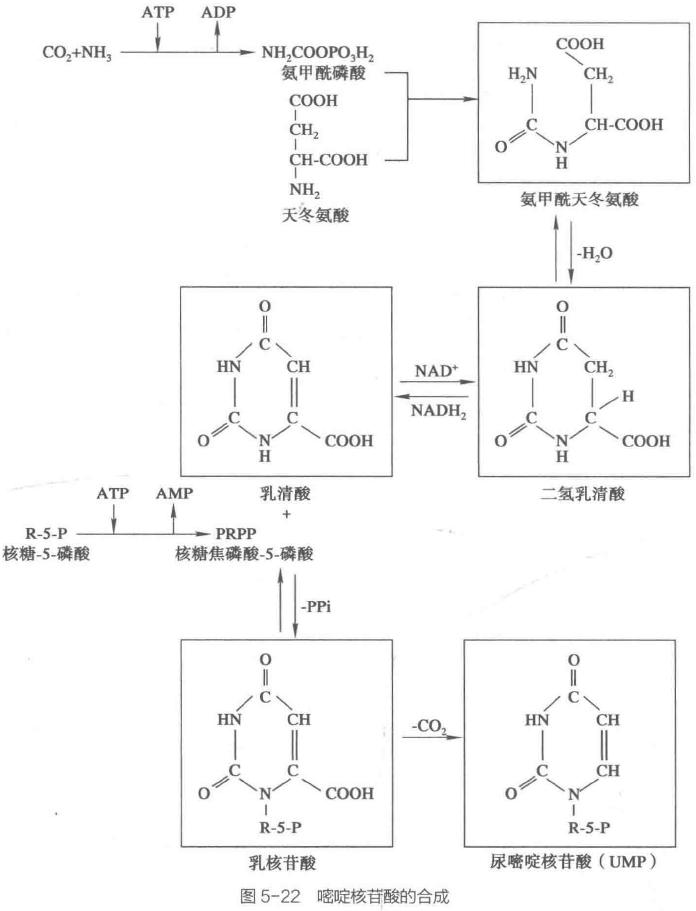 ATP ADP
CO₂+NH₃ NH₂COOPO₃H₂
氨甲酰磷酸
COOH
CH₂
CH-COOH
NH₂
天冬氨酸
COOH
H₂N CH₂
C CH-COOH
O N
H
氨甲酰天冬氨酸
-H₂O
O
C
HN CH
C C
O N COOH
H
乳清酸
NAD⁺
NADH₂
O
C
HN CH₂
H
C C
O N COOH
H
二氢乳清酸
+
ATP AMP
R-5-P PRPP
核糖-5-磷酸 核糖焦磷酸-5-磷酸
-PPi
O
C
HN CH
C C
O N COOH
R-5-P
乳核苷酸
-CO₂
O
C
HN CH
C CH
O N
R-5-P
尿嘧啶核苷酸（UMP）
图 5-22 嘧啶核苷酸的合成